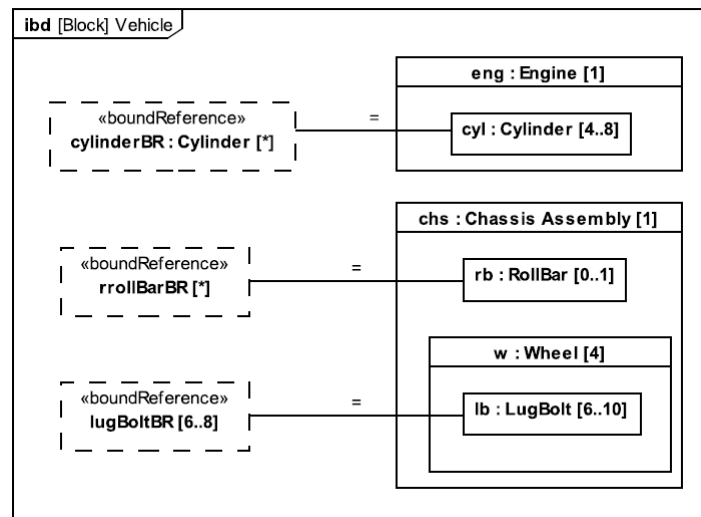 ibd [Block] Vehicle
eng : Engine [1]
«boundReference»
cylinderBR : Cylinder [*]
=
cyl : Cylinder [4..8]
chs : Chassis Assembly [1]
«boundReference»
rrollBarBR [*]
=
rb : RollBar [0..1]
w : Wheel [4]
«boundReference»
lugBoltBR [6..8]
=
lb : LugBolt [6..10]